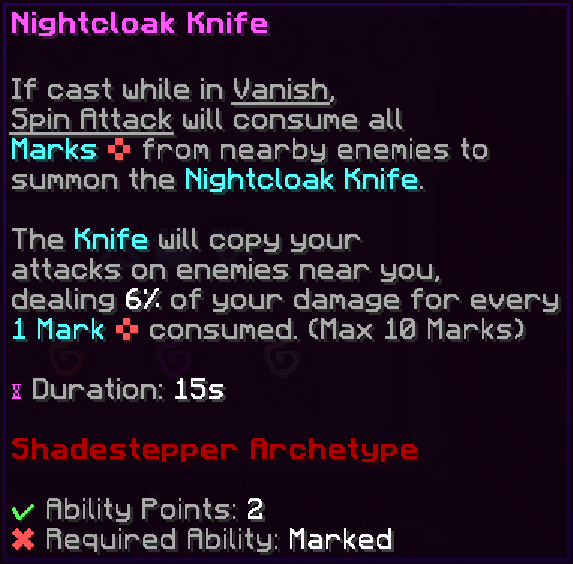 Nightcloak Knife
If cast while in Vanish,
Spin Attack will consume all
Marks from nearby enemies to
summon the Nightcloak Knife.
The Knife will copy your
attacks on enemies near you,
dealing 6% of your damage for every
1 Mark consumed. (Max 10 Marks)
Duration: 15s
Shadestepper Archetype
✔ Ability Points: 2
✖ Required Ability: Marked